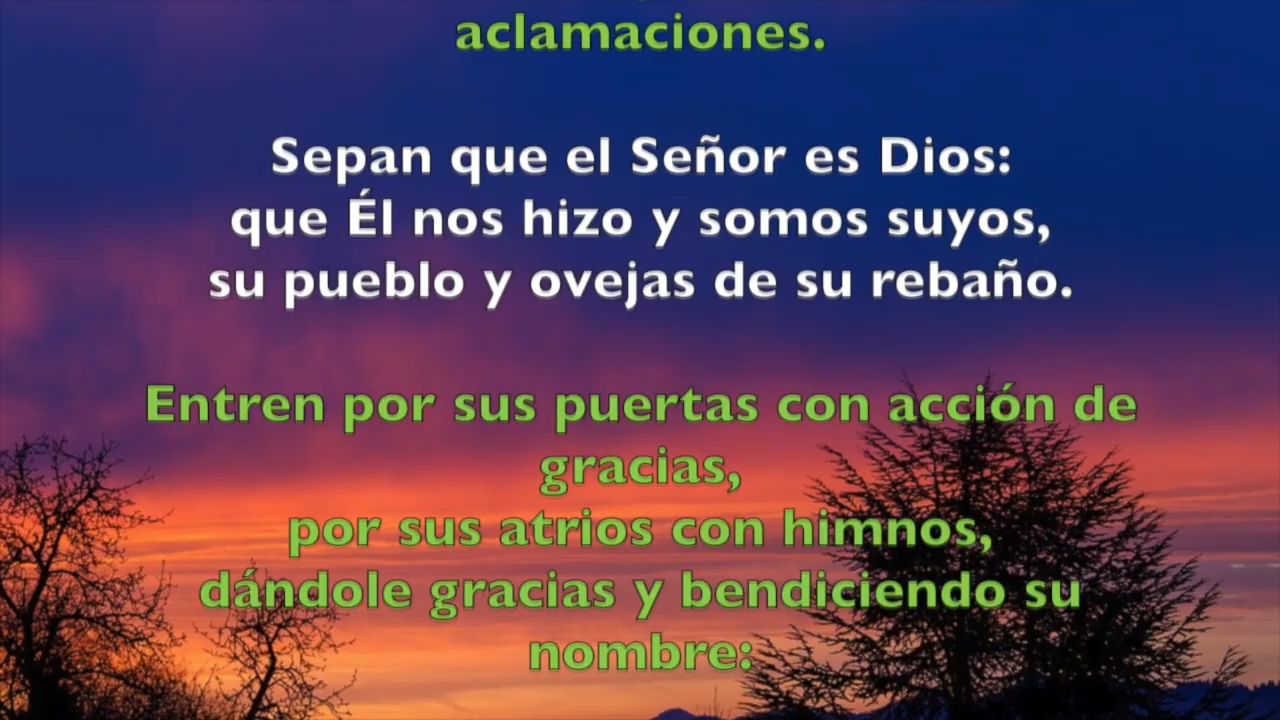 aclamaciones.
Sepan que el Señor es Dios:
que Él nos hizo y somos suyos,
su pueblo y ovejas de su rebaño.
Entren por sus puertas con acción de
gracias,
por sus atrios con himnos,
dándole gracias y bendiciendo su
nombre: